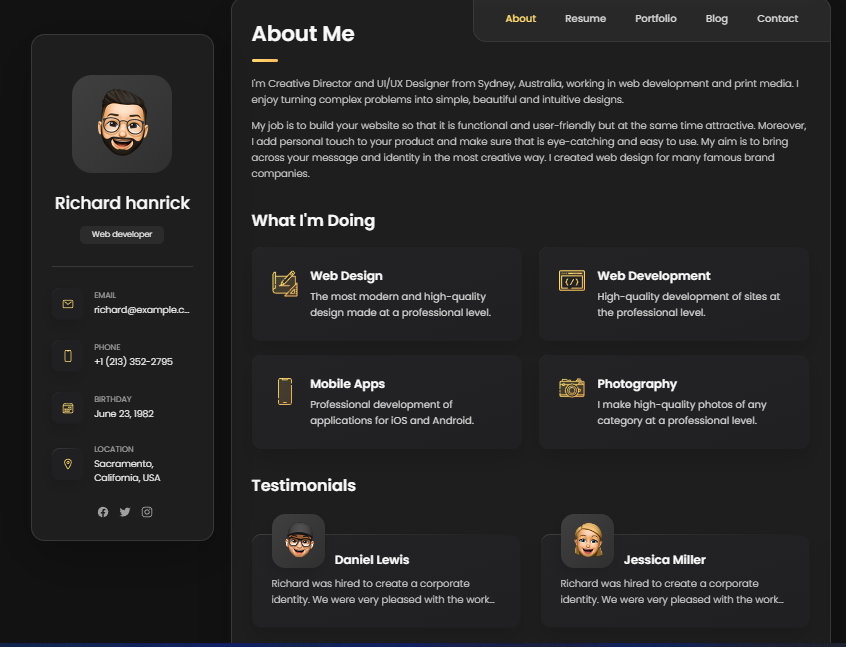 Richard hanrick
Web developer
EMAIL
richard@example.c...
PHONE
+1 (213) 352-2795
BIRTHDAY
June 23, 1982
LOCATION
Sacramento,
California, USA
About Resume Portfolio Blog Contact
About Me
I'm Creative Director and UI/UX Designer from Sydney, Australia, working in web development and print media. I
enjoy turning complex problems into simple, beautiful and intuitive designs.
My job is to build your website so that it is functional and user-friendly but at the same time attractive. Moreover,
I add personal touch to your product and make sure that is eye-catching and easy to use. My aim is to bring
across your message and identity in the most creative way. I created web design for many famous brand
companies.
What I'm Doing
Web Design
The most modern and high-quality
design made at a professional level.
Web Development
High-quality development of sites at
the professional level.
Mobile Apps
Professional development of
applications for iOS and Android.
Photography
I make high-quality photos of any
category at a professional level.
Testimonials
Daniel Lewis
Richard was hired to create a corporate
identity. We were very pleased with the work...
Jessica Miller
Richard was hired to create a corporate
identity. We were very pleased with the work...